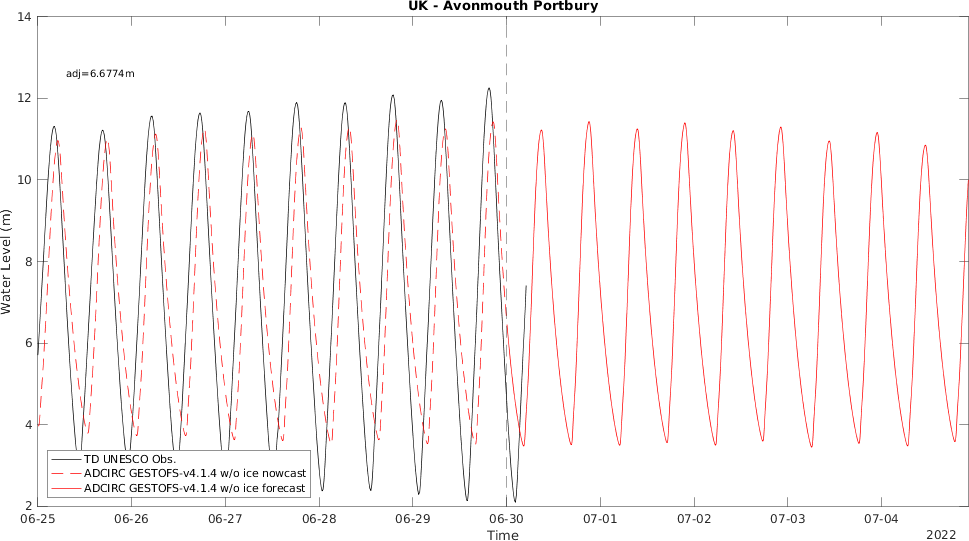 UK - Avonmouth Portbury
14
12
10
8
6
4
2
Water Level (m)
adj=6.6774m
TD UNESCO Obs.
ADCIRC GESTOFS-v4.1.4 w/o ice nowcast
ADCIRC GESTOFS-v4.1.4 w/o ice forecast
06-25 06-26 06-27 06-28 06-29 06-30 07-01 07-02 07-03 07-04
Time
2022